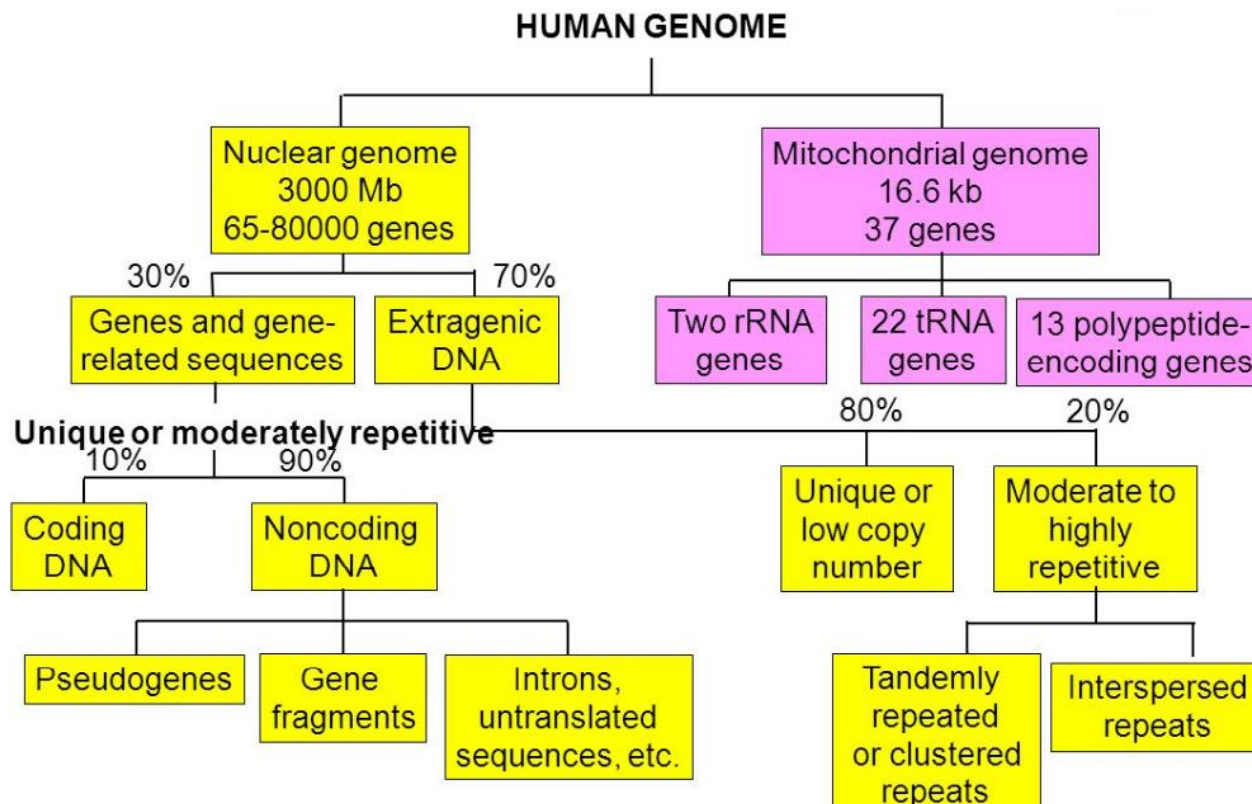 HUMAN GENOME
Nuclear genome
3000 Mb
65-80000 genes
Mitochondrial genome
16.6 kb
37 genes
30%
70%
Genes and gene-
related sequences
Extragenic
DNA
Two rRNA
genes
22 tRNA
genes
13 polypeptide-
encoding genes
Unique or moderately repetitive
10%
90%
80%
20%
Coding
DNA
Noncoding
DNA
Unique or
low copy
number
Moderate to
highly
repetitive
Pseudogenes
Gene
fragments
Introns,
untranslated
sequences, etc.
Tandemly
repeated
or clustered
repeats
Interspersed
repeats